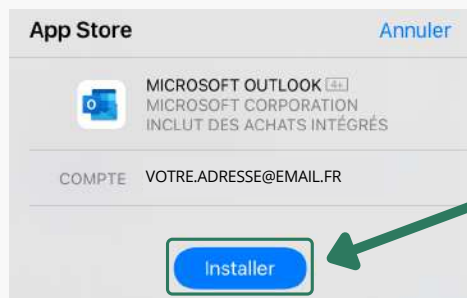 App Store
Annuler
MICROSOFT OUTLOOK 4+
MICROSOFT CORPORATION
INCLUT DES ACHATS INTÉGRÉS
COMPTE VOTRE.ADRESSE@EMAIL.FR
Installer